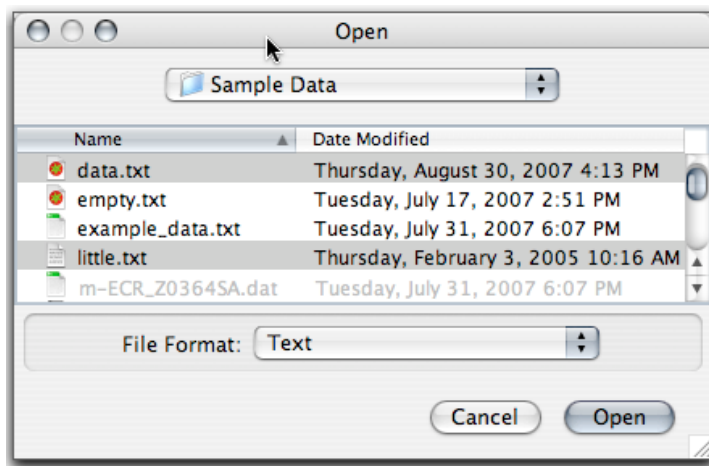 Open
Sample Data
Name Date Modified
data.txt Thursday, August 30, 2007 4:13 PM
empty.txt Tuesday, July 17, 2007 2:51 PM
example_data.txt Tuesday, July 31, 2007 6:07 PM
little.txt Thursday, February 3, 2005 10:16 AM
m-ECR_Z0364SA.dat Tuesday, July 31, 2007 6:07 PM
File Format: Text
Cancel Open